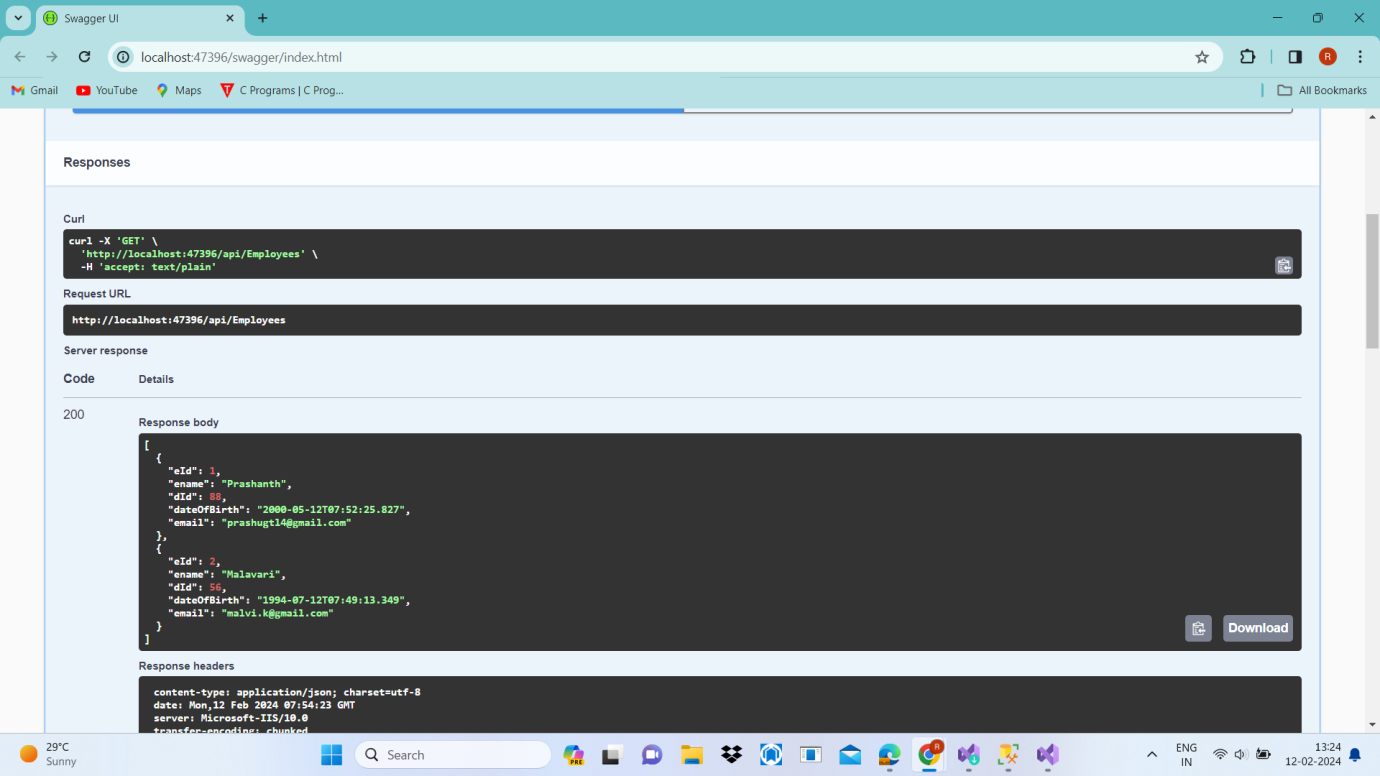 Swagger UI
localhost:47396/swagger/index.html
R
Gmail
YouTube
Maps
C Programs | C Prog...
All Bookmarks
Responses
Curl
curl -X 'GET' \
'http://localhost:47396/api/Employees' \
-H 'accept: text/plain'
Request URL
http://localhost:47396/api/Employees
Server response
Code Details
200
Response body
[
{
"eId": 1,
"ename": "Prashanth",
"dId": 88,
"dateOfBirth": "2000-05-12T07:52:25.827",
"email": "prashugtl4@gmail.com"
},
{
"eId": 2,
"ename": "Malavari",
"dId": 56,
"dateOfBirth": "1994-07-12T07:49:13.349",
"email": "malvi.k@gmail.com"
}
]
Download
Response headers
content-type: application/json; charset=utf-8
date: Mon,12 Feb 2024 07:54:23 GMT
server: Microsoft-IIS/10.0
transfer-encoding: chunked
29°C
Sunny
Search
PRE
R
ENG
IN
13:24
12-02-2024